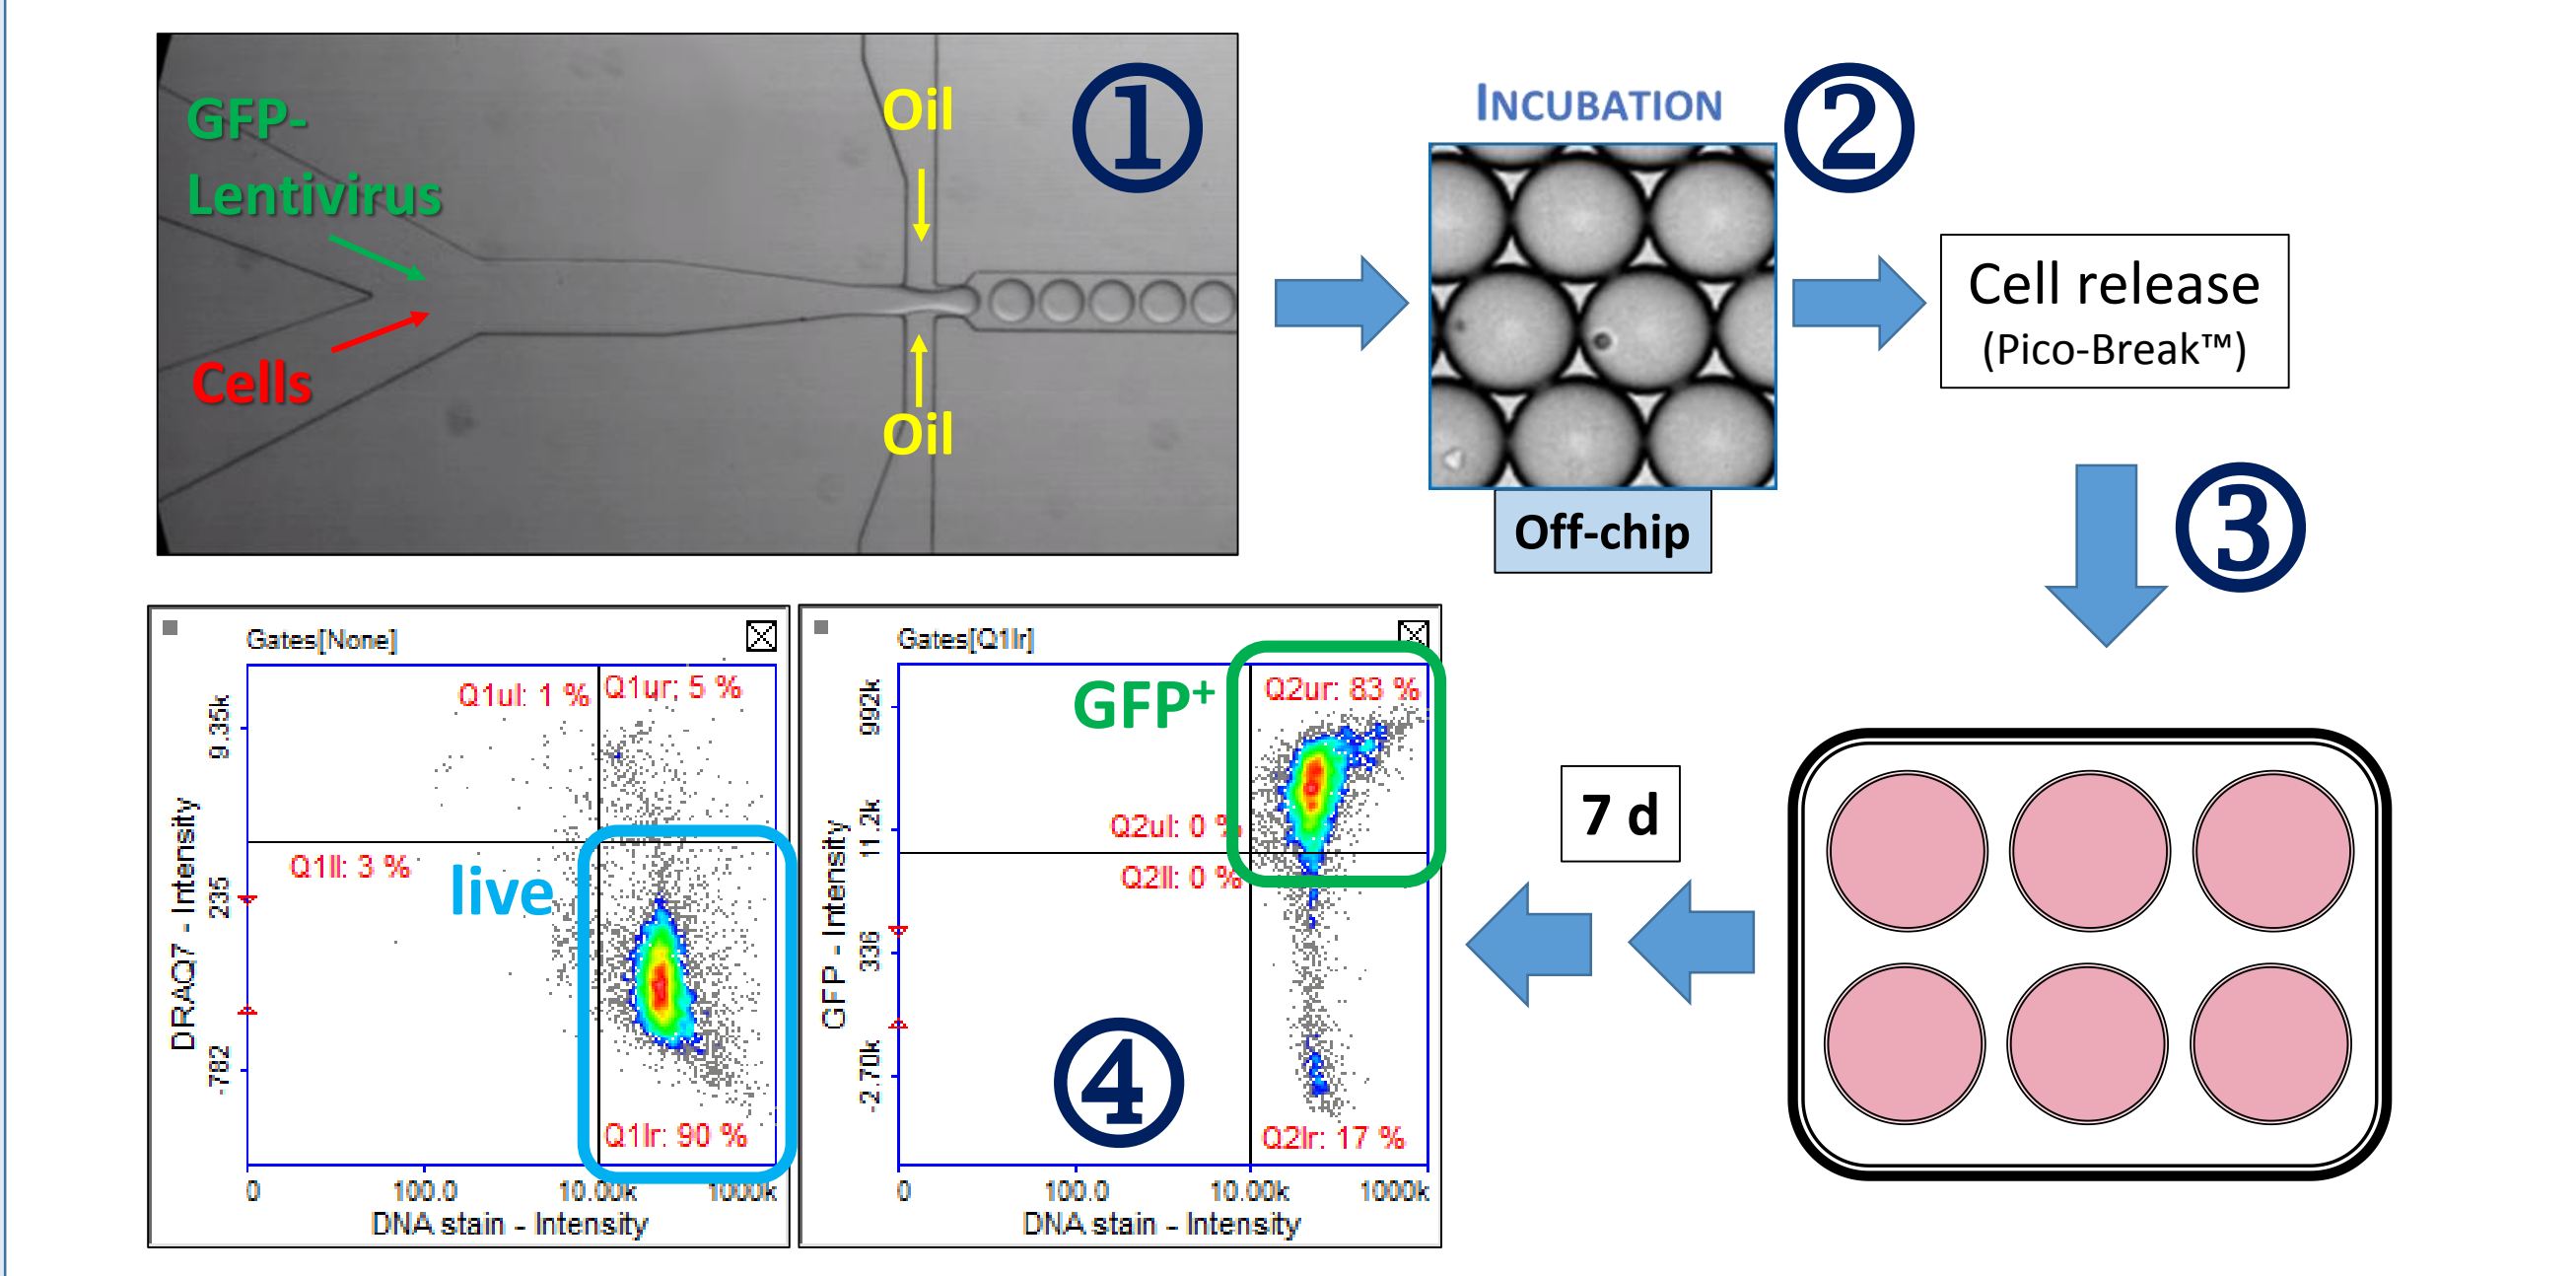 GFP-
Lentivirus
Cells
Oil
Oil
①
INCUBATION
②
Off-chip
Cell release
(Pico-Break™)
③
7 d
Gates[None]
Q1ul: 1 %
Q1ur; 5 %
Q1ll: 3 %
live
Q1lr: 90 %
9.35k
235
-782
DRAQ7 - Intensity
0
100.0
10.00k
1000k
DNA stain - Intensity
Gates[Q1lr]
GFP⁺
Q2ur: 83 %
Q2ul: 0 %
Q2ll: 0 %
Q2lr: 17 %
992k
11.2k
336
-2.70k
GFP - Intensity
④
0
100.0
10.00k
1000k
DNA stain - Intensity